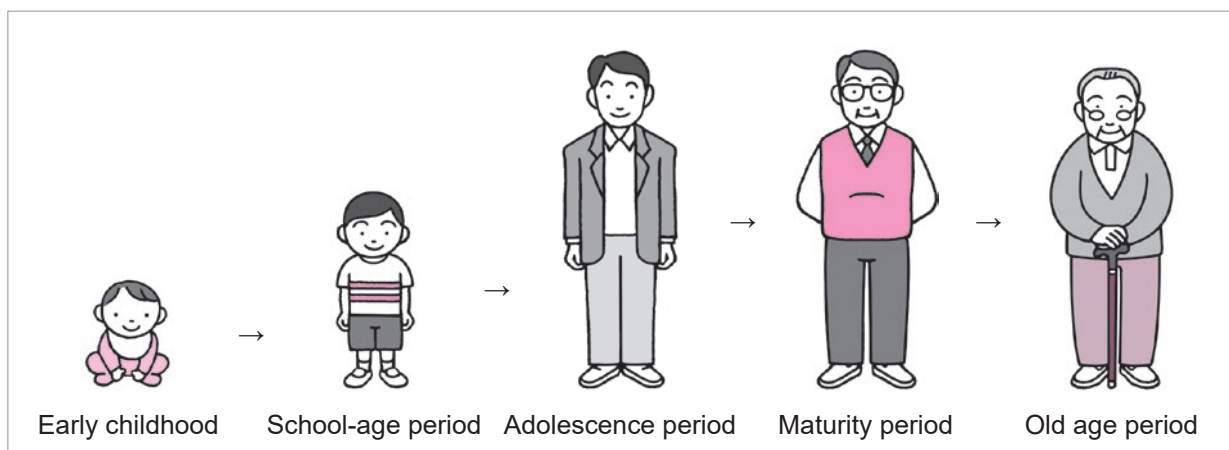 Early childhood
School-age period
Adolescence period
Maturity period
Old age period